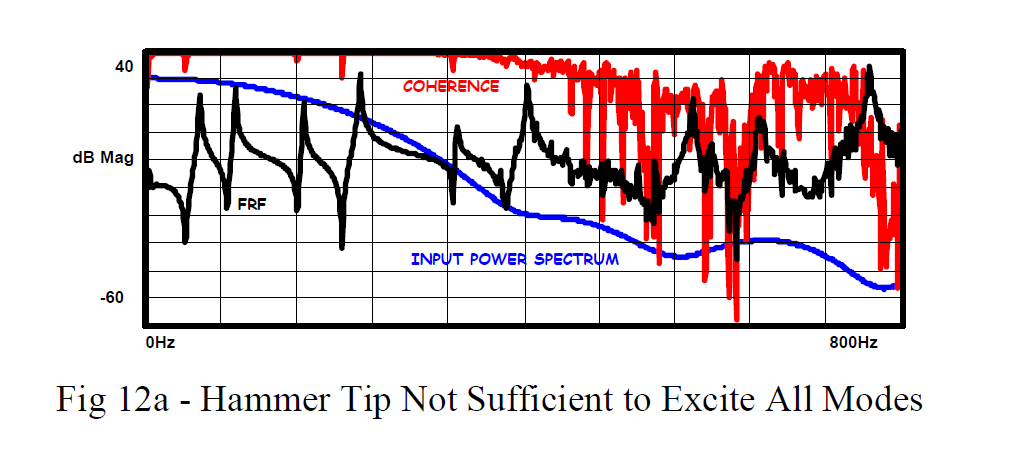 40
COHERENCE
dB Mag
FRF
INPUT POWER SPECTRUM
-60
0Hz 800Hz
Fig 12a - Hammer Tip Not Sufficient to Excite All Modes